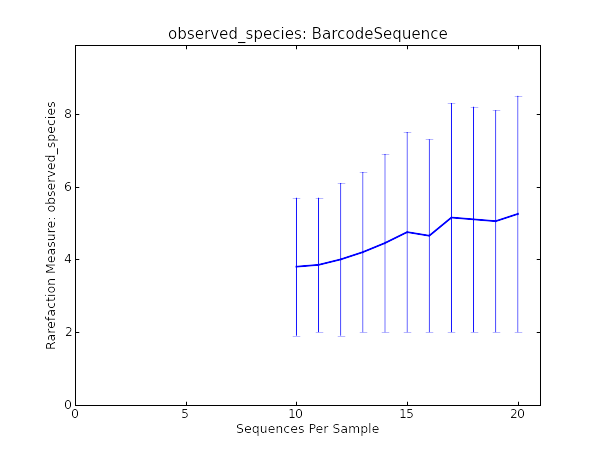 observed_species: BarcodeSequence
Rarefaction Measure: observed_species
8
6
4
2
0
0 5 10 15 20
Sequences Per Sample